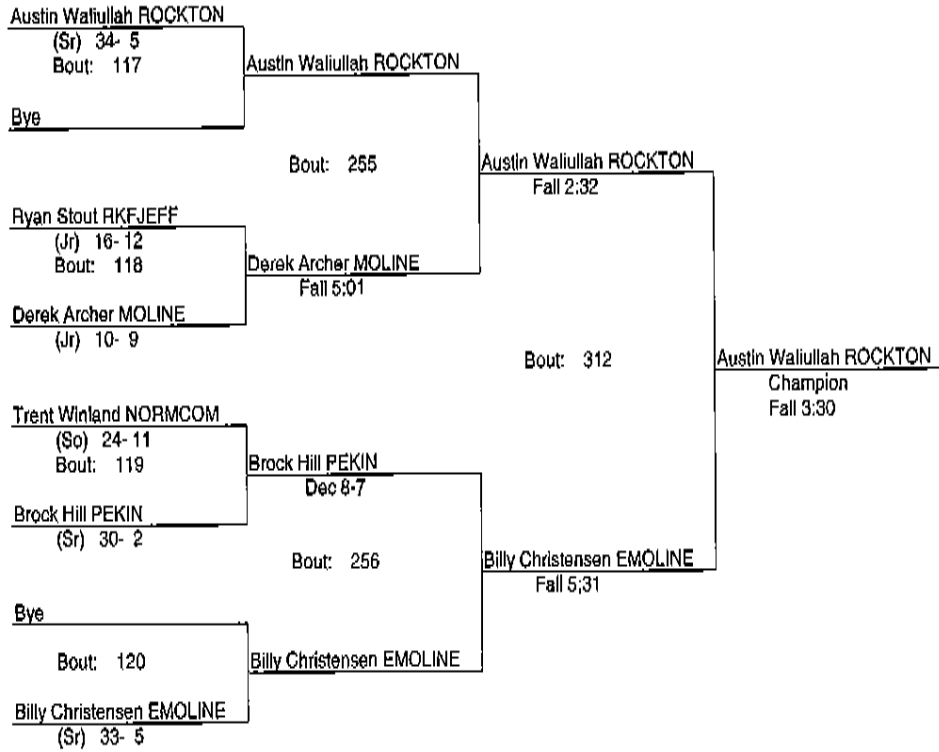 Austin Waliullah ROCKTON
(Sr) 34- 5
Bout: 117
Austin Waliullah ROCKTON
Bye
Bout: 255
Austin Waliullah ROCKTON
Fall 2:32
Ryan Stout RKFJEFF
(Jr) 16- 12
Bout: 118
Derek Archer MOLINE
Fall 5:01
Derek Archer MOLINE
(Jr) 10- 9
Bout: 312
Austin Waliullah ROCKTON
Champion
Fall 3:30
Trent Winland NORMCOM
(So) 24- 11
Bout: 119
Brock Hill PEKIN
Dec 8-7
Brock Hill PEKIN
(Sr) 30- 2
Bout: 256
Billy Christensen EMOLINE
Fall 5:31
Bye
Bout: 120
Billy Christensen EMOLINE
Billy Christensen EMOLINE
(Sr) 33- 5